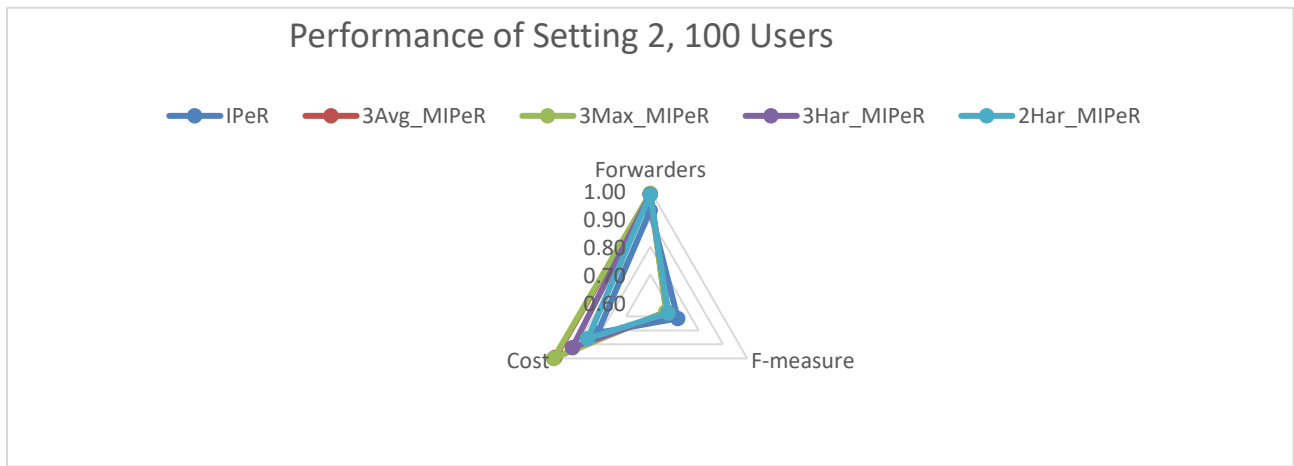 Performance of Setting 2, 100 Users
IPeR 3Avg_MIPeR 3Max_MIPeR 3Har_MIPeR 2Har_MIPeR
Forwarders
1.00
0.90
0.80
0.70
0.60
Cost F-measure